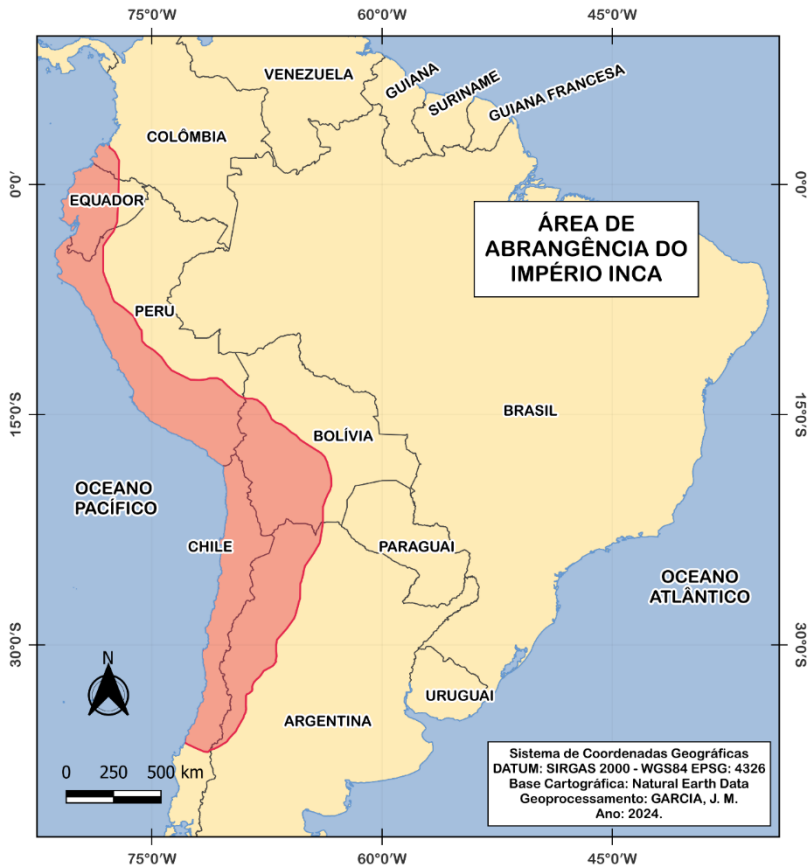 75°0'W 60°0'W 45°0'W
VENEZUELA
GUIANA
SURINAME
GUIANA FRANCESA
COLÔMBIA
0°0' 0°0'
EQUADOR
ÁREA DE
ABRANGÊNCIA DO
IMPÉRIO INCA
PERU
15°0'S 15°0'S
BRASIL
BOLÍVIA
OCEANO
PACÍFICO
CHILE
PARAGUAI
OCEANO
ATLÂNTICO
30°0'S 30°0'S
N
URUGUAI
ARGENTINA
0 250 500 km
Sistema de Coordenadas Geográficas
DATUM: SIRGAS 2000 - WGS84 EPSG: 4326
Base Cartográfica: Natural Earth Data
Geoprocessamento: GARCIA, J. M.
Ano: 2024.
75°0'W 60°0'W 45°0'W